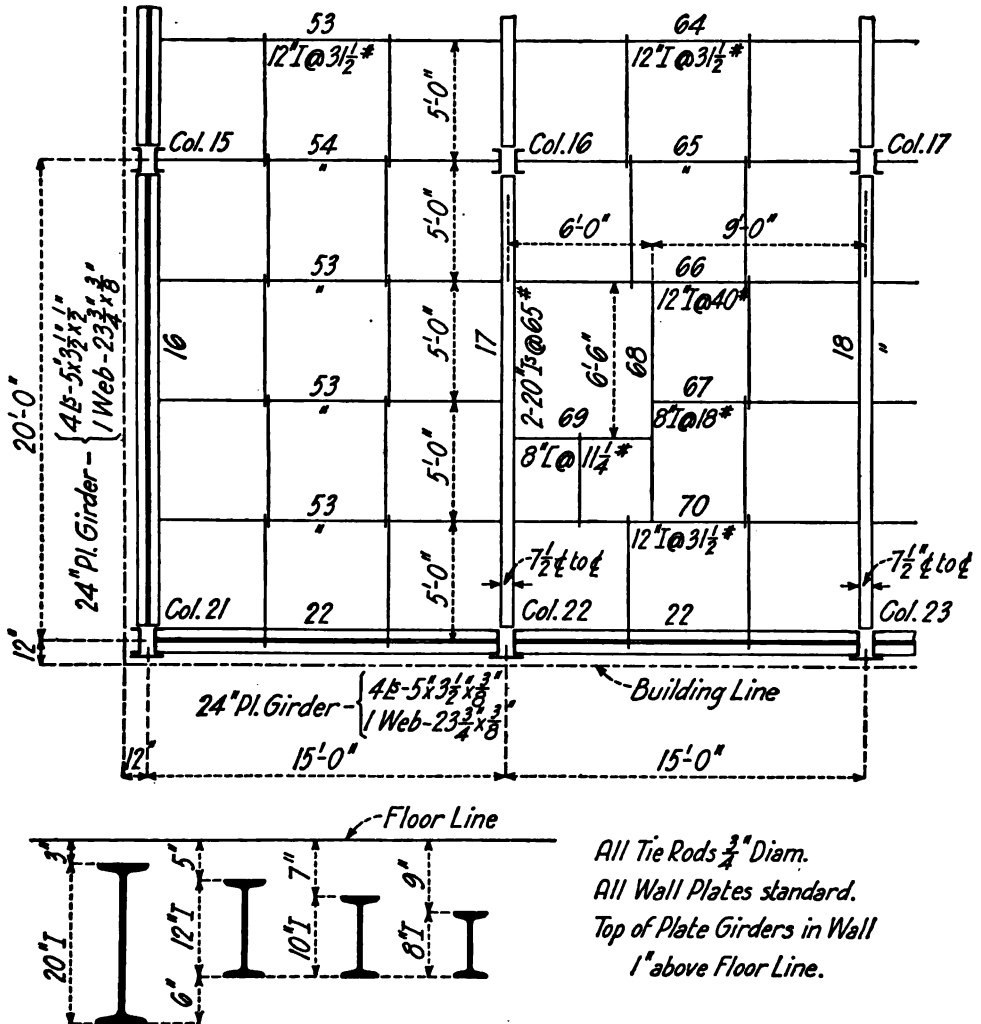 53
12"I@31½#
64
12"I@31½#
5'-0"
Col. 15
54
"
Col. 16
65
"
Col. 17
5'-0"
6'-0"
9'-0"
53
"
66
12"I@40#
20'-0"
24"Pl. Girder –
4 Ls-5"x3½"x½"
1 Web-23¾"x⅜"
16
5'-0"
17
2-20"Is@65#
6'-6"
68
18
"
53
"
67
8"I@18#
69
8"[@11¼#
5'-0"
53
"
70
12"I@31½#
5'-0"
7½"℄ to ℄
7½"℄ to ℄
Col. 21
22
Col. 22
22
Col. 23
12"
24"Pl. Girder –
4 Ls-5"x3½"x⅜"
1 Web-23¾"x⅜"
Building Line
12"
15'-0"
15'-0"
Floor Line
3"
5"
7"
9"
20"I
12"I
10"I
8"I
6"
All Tie Rods ¾" Diam.
All Wall Plates standard.
Top of Plate Girders in Wall
1" above Floor Line.